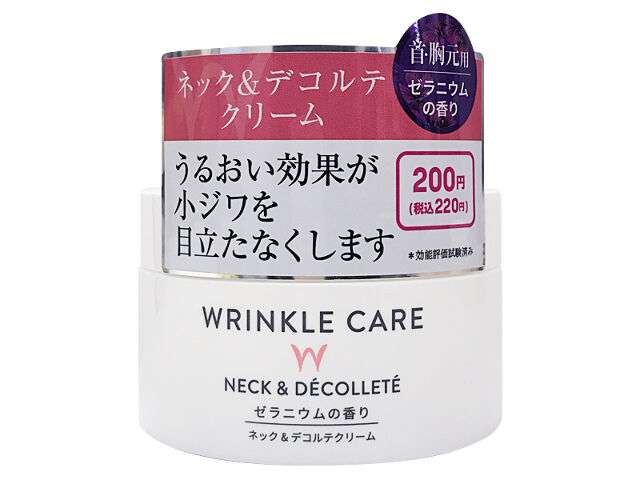 首・胸元用
ゼラニウム
の香り
ネック&デコルテ
クリーム
うるおい効果が
小ジワを
目立たなくします
200円
(税込220円)
*効能評価試験済み
WRINKLE CARE
W
NECK & DÉCOLLETÉ
ゼラニウムの香り
ネック&デコルテクリーム